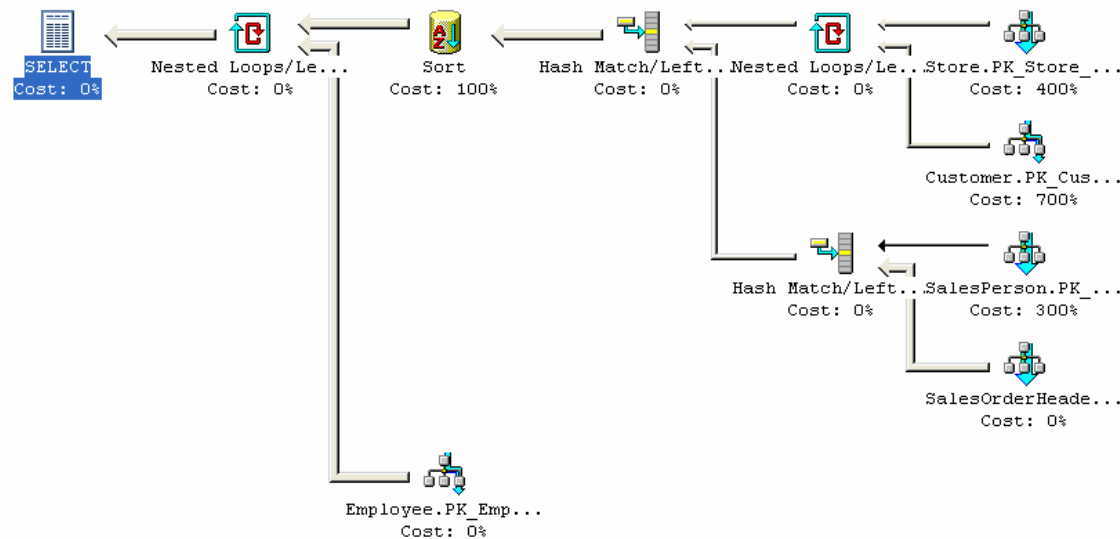 SELECT
Cost: 0%
Nested Loops/Le...
Cost: 0%
Sort
Cost: 100%
Hash Match/Left...
Cost: 0%
Nested Loops/Le...
Cost: 0%
Store.PK_Store_...
Cost: 400%
Customer.PK_Cus...
Cost: 700%
Hash Match/Left...
Cost: 0%
SalesPerson.PK_...
Cost: 300%
SalesOrderHeade...
Cost: 0%
Employee.PK_Emp...
Cost: 0%